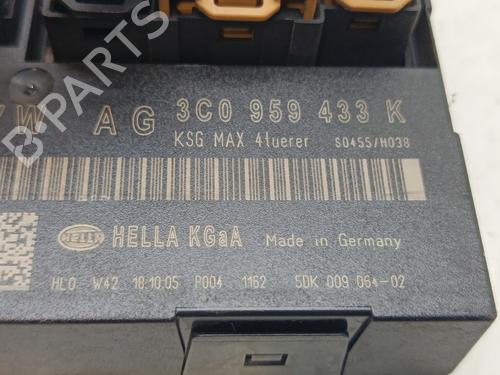 VW AG 3C0 959 433 K
KSG MAX 4tuerer S0455/H038
HELLA HELLA KGaA Made in Germany
HLO W42 18.10.05 P004 1162 5DK 009 064-02
B-PARTS